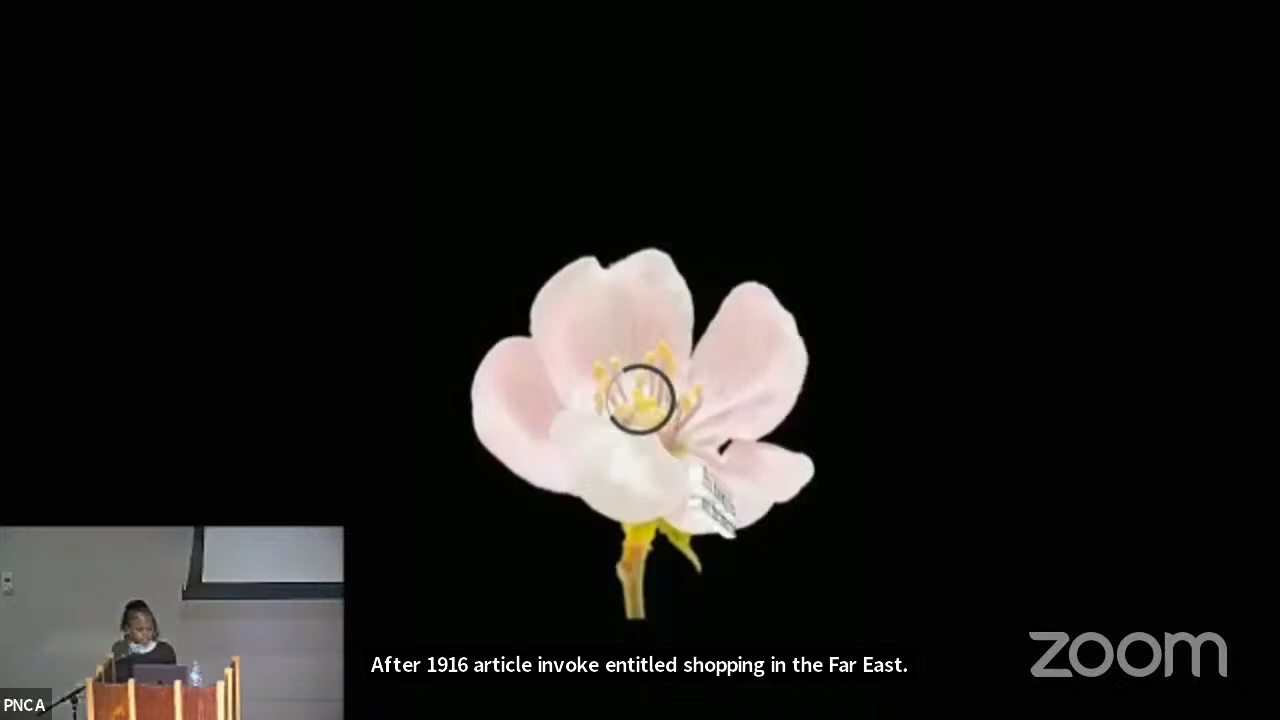 After 1916 article invoke entitled shopping in the Far East.
zoom
PNCA